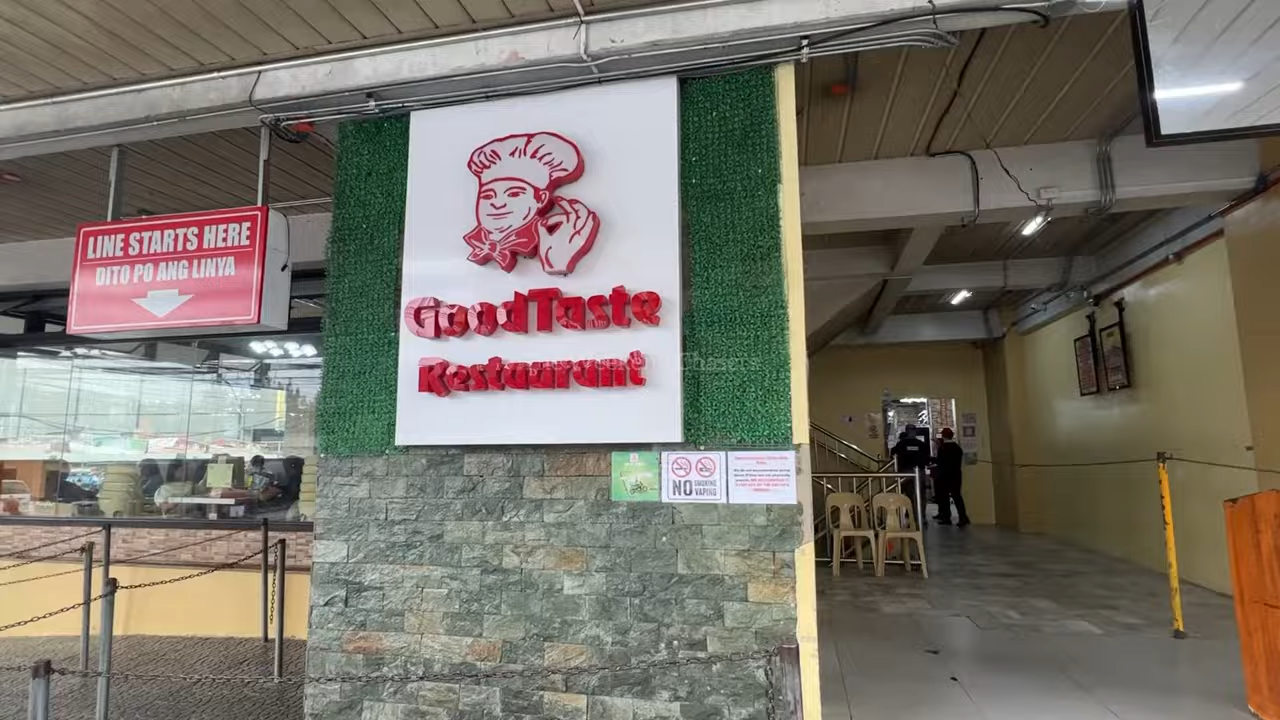 LINE STARTS HERE
DITO PO ANG LINYA
GoodTaste
Restaurant
NO SMOKING
VAPING